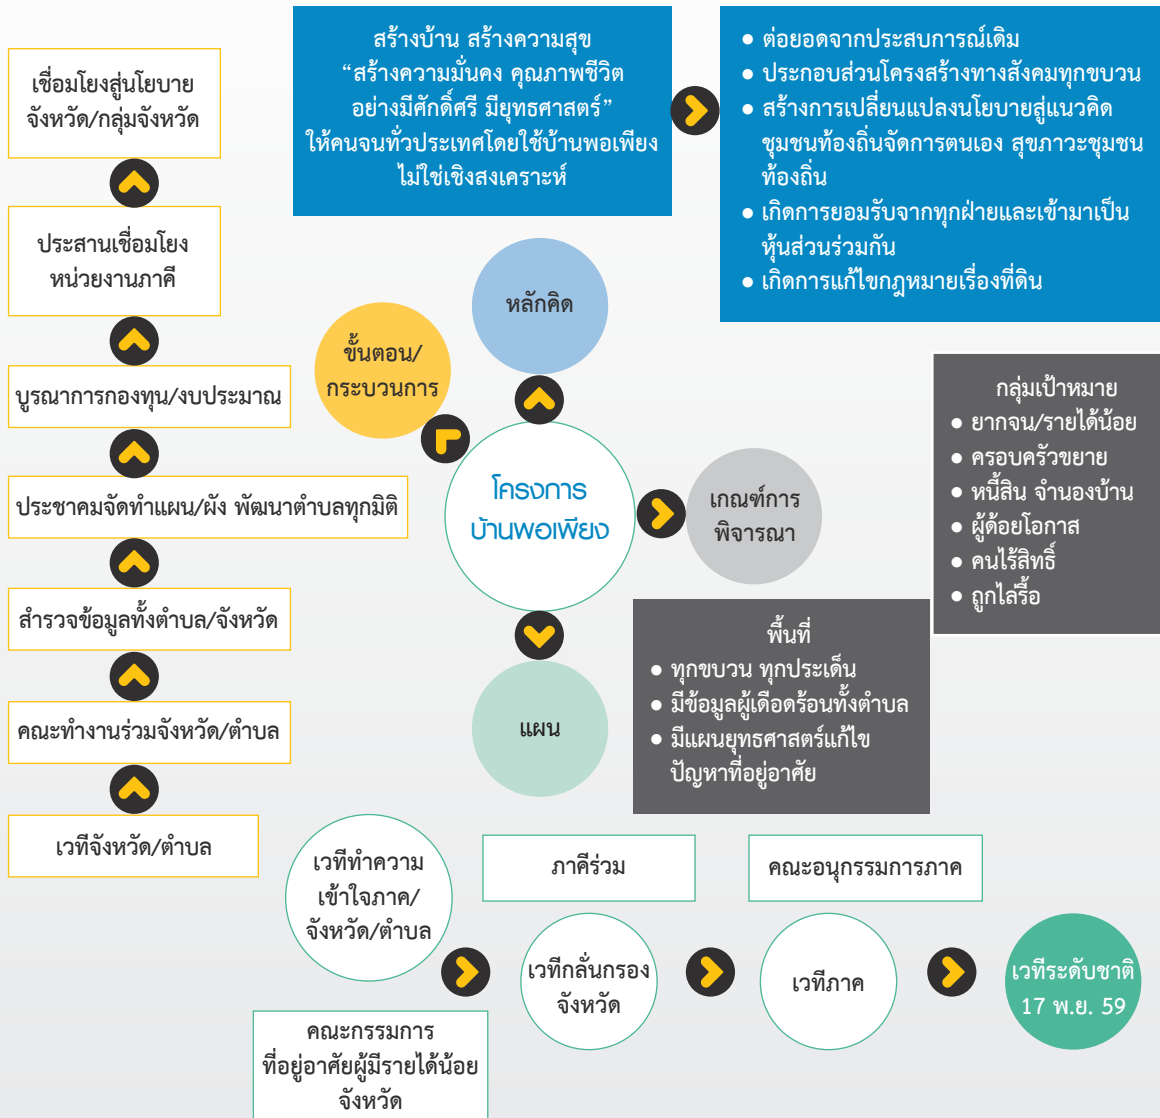 เชื่อมโยงสู่นโยบาย
จังหวัด/กลุ่มจังหวัด
ประสานเชื่อมโยง
หน่วยงานภาคี
บูรณาการกองทุน/งบประมาณ
ประชาคมจัดทำแผน/ผัง พัฒนาตำบลทุกมิติ
สำรวจข้อมูลทั้งตำบล/จังหวัด
คณะทำงานร่วมจังหวัด/ตำบล
เวทีจังหวัด/ตำบล
สร้างบ้าน สร้างความสุข
“สร้างความมั่นคง คุณภาพชีวิต
อย่างมีศักดิ์ศรี มียุทธศาสตร์”
ให้คนจนทั่วประเทศโดยใช้บ้านพอเพียง
ไม่ใช่เชิงสงเคราะห์
● ต่อยอดจากประสบการณ์เดิม
● ประกอบส่วนโครงสร้างทางสังคมทุกขบวน
● สร้างการเปลี่ยนแปลงนโยบายสู่แนวคิด
ชุมชนท้องถิ่นจัดการตนเอง สุขภาวะชุมชน
ท้องถิ่น
● เกิดการยอมรับจากทุกฝ่ายและเข้ามาเป็น
หุ้นส่วนร่วมกัน
● เกิดการแก้ไขกฎหมายเรื่องที่ดิน
หลักคิด
ขั้นตอน/
กระบวนการ
โครงการ
บ้านพอเพียง
เกณฑ์การ
พิจารณา
แผน
กลุ่มเป้าหมาย
● ยากจน/รายได้น้อย
● ครอบครัวขยาย
● หนี้สิน จำนองบ้าน
● ผู้ด้อยโอกาส
● คนไร้สิทธิ์
● ถูกไล่รื้อ
พื้นที่
● ทุกขบวน ทุกประเด็น
● มีข้อมูลผู้เดือดร้อนทั้งตำบล
● มีแผนยุทธศาสตร์แก้ไข
ปัญหาที่อยู่อาศัย
เวทีทำความ
เข้าใจภาค/
จังหวัด/ตำบล
คณะกรรมการ
ที่อยู่อาศัยผู้มีรายได้น้อย
จังหวัด
ภาคีร่วม
เวทีกลั่นกรอง
จังหวัด
คณะอนุกรรมการภาค
เวทีภาค
เวทีระดับชาติ
17 พ.ย. 59